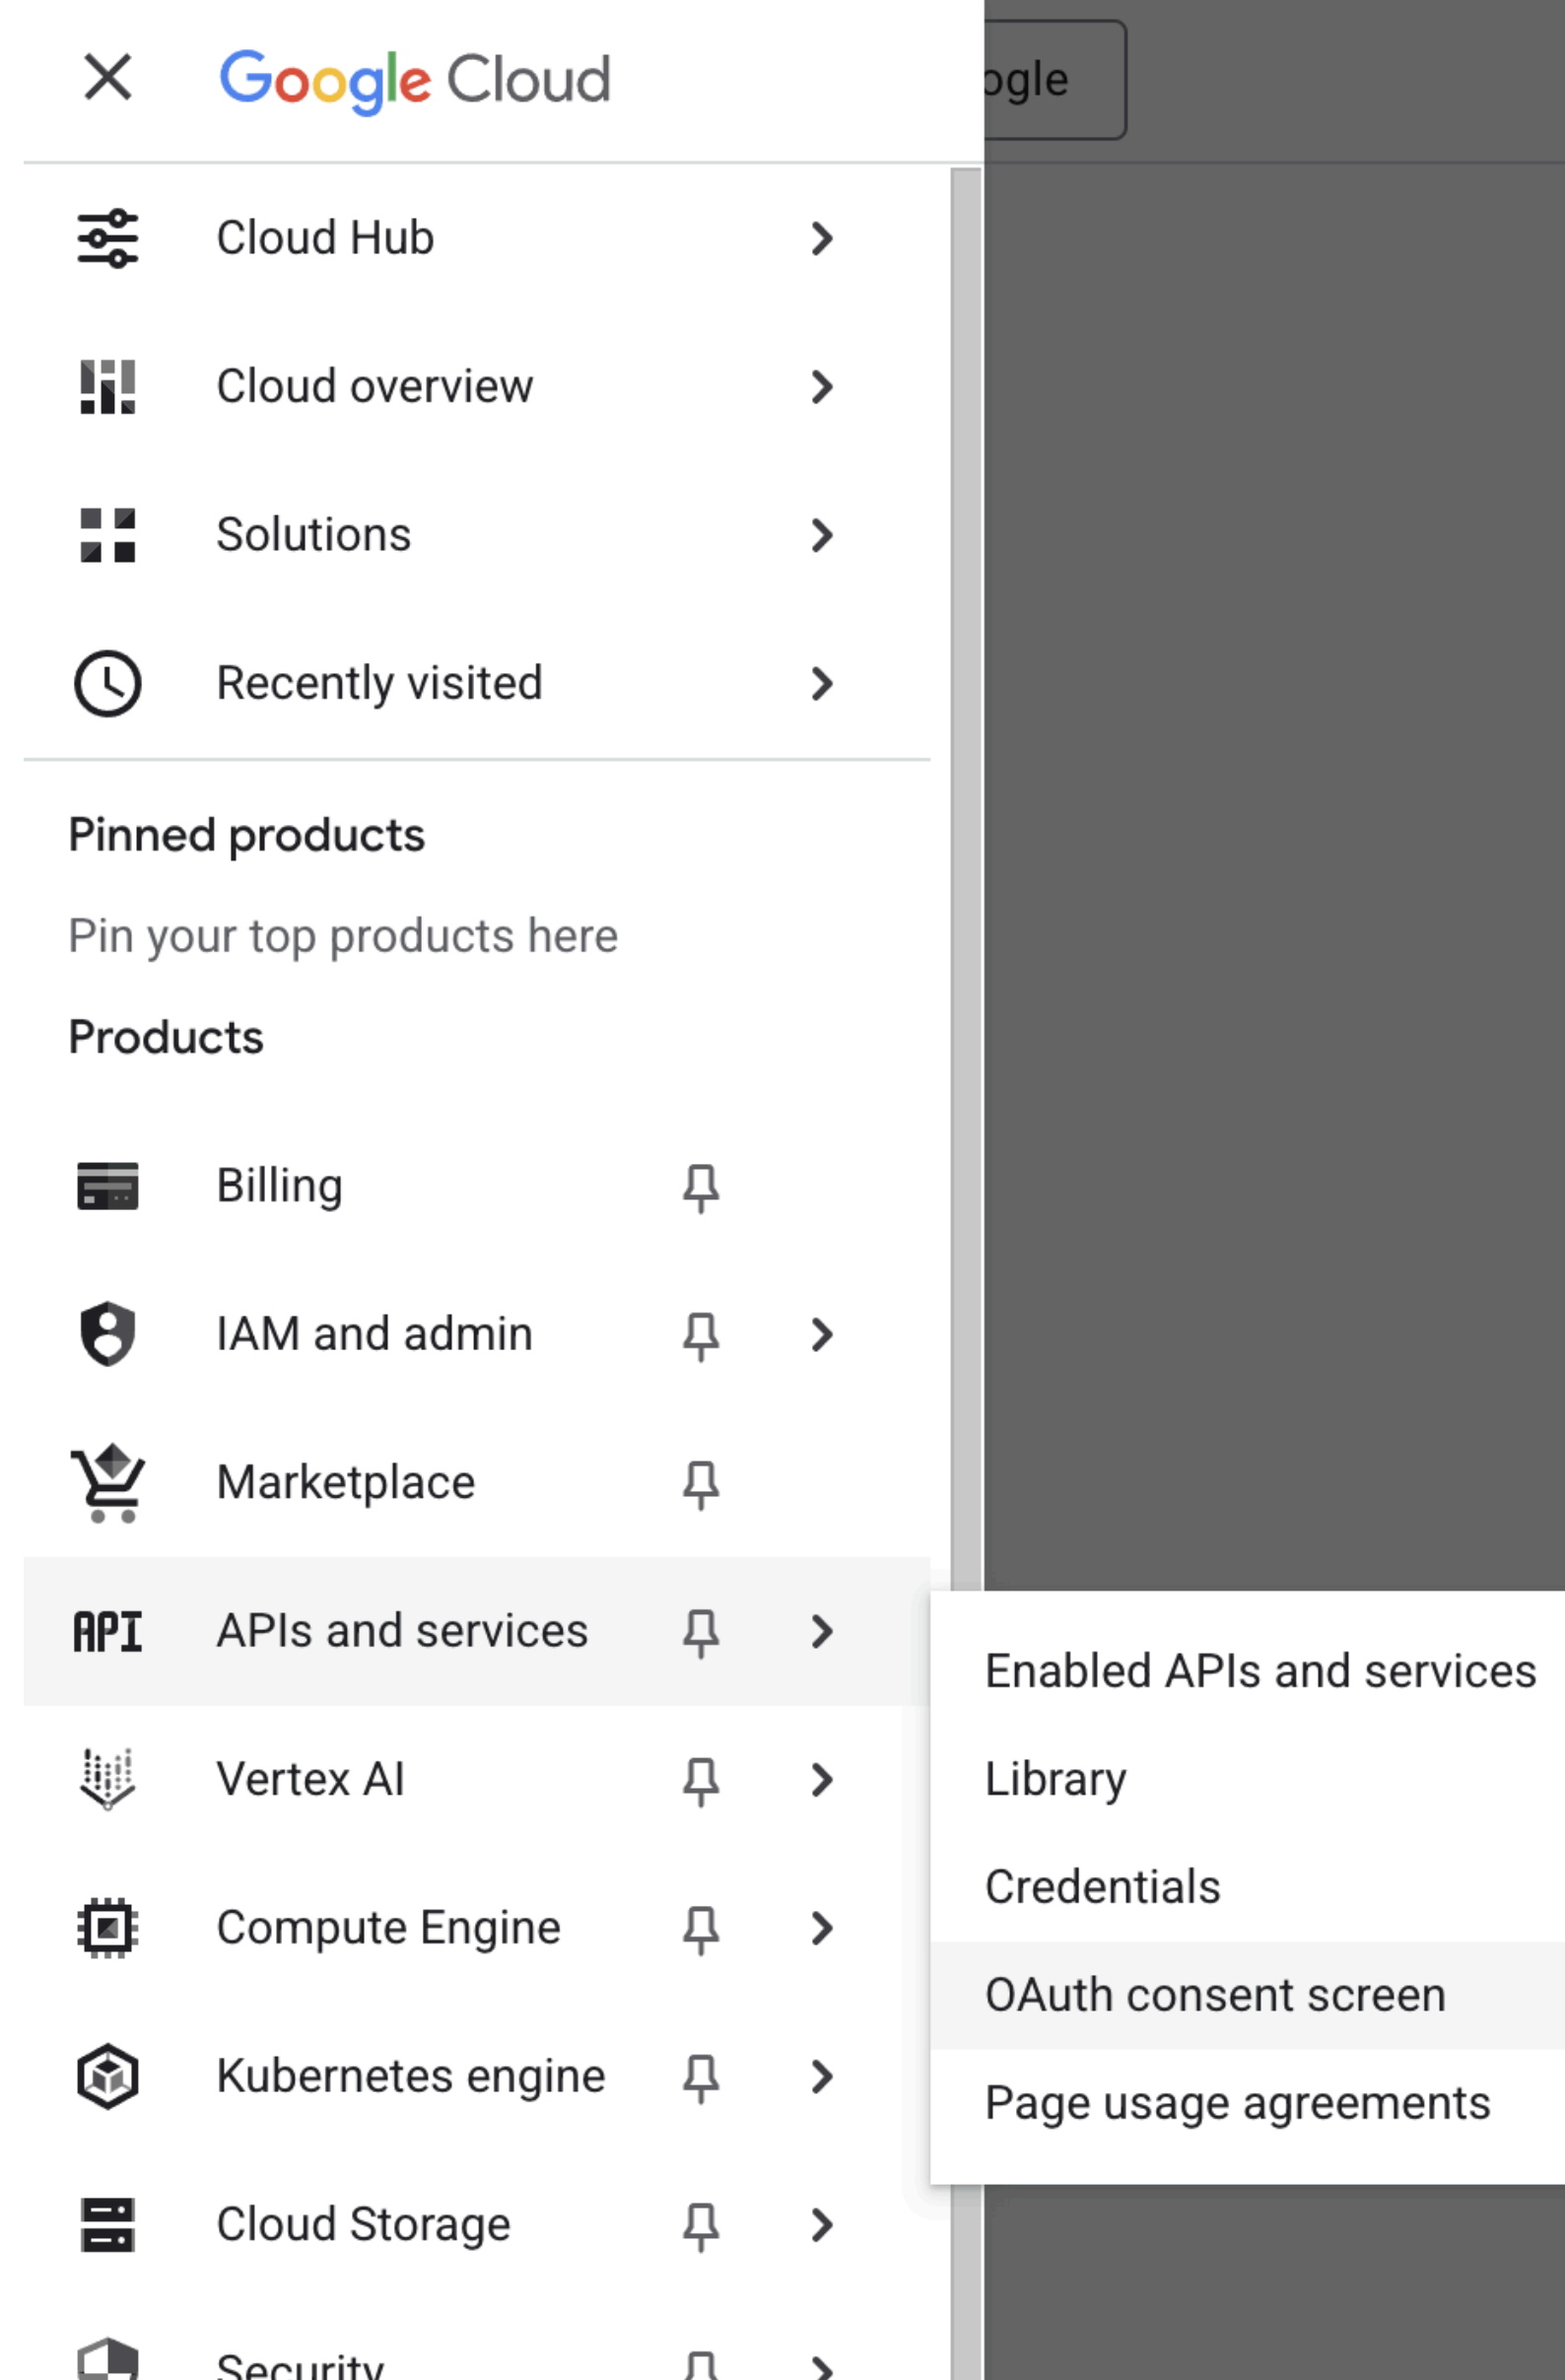 Google Cloud
ogle
Cloud Hub
Cloud overview
Solutions
Recently visited
Pinned products
Pin your top products here
Products
Billing
IAM and admin
Marketplace
API APIs and services
Vertex AI
Compute Engine
Kubernetes engine
Cloud Storage
Security
Enabled APIs and services
Library
Credentials
OAuth consent screen
Page usage agreements